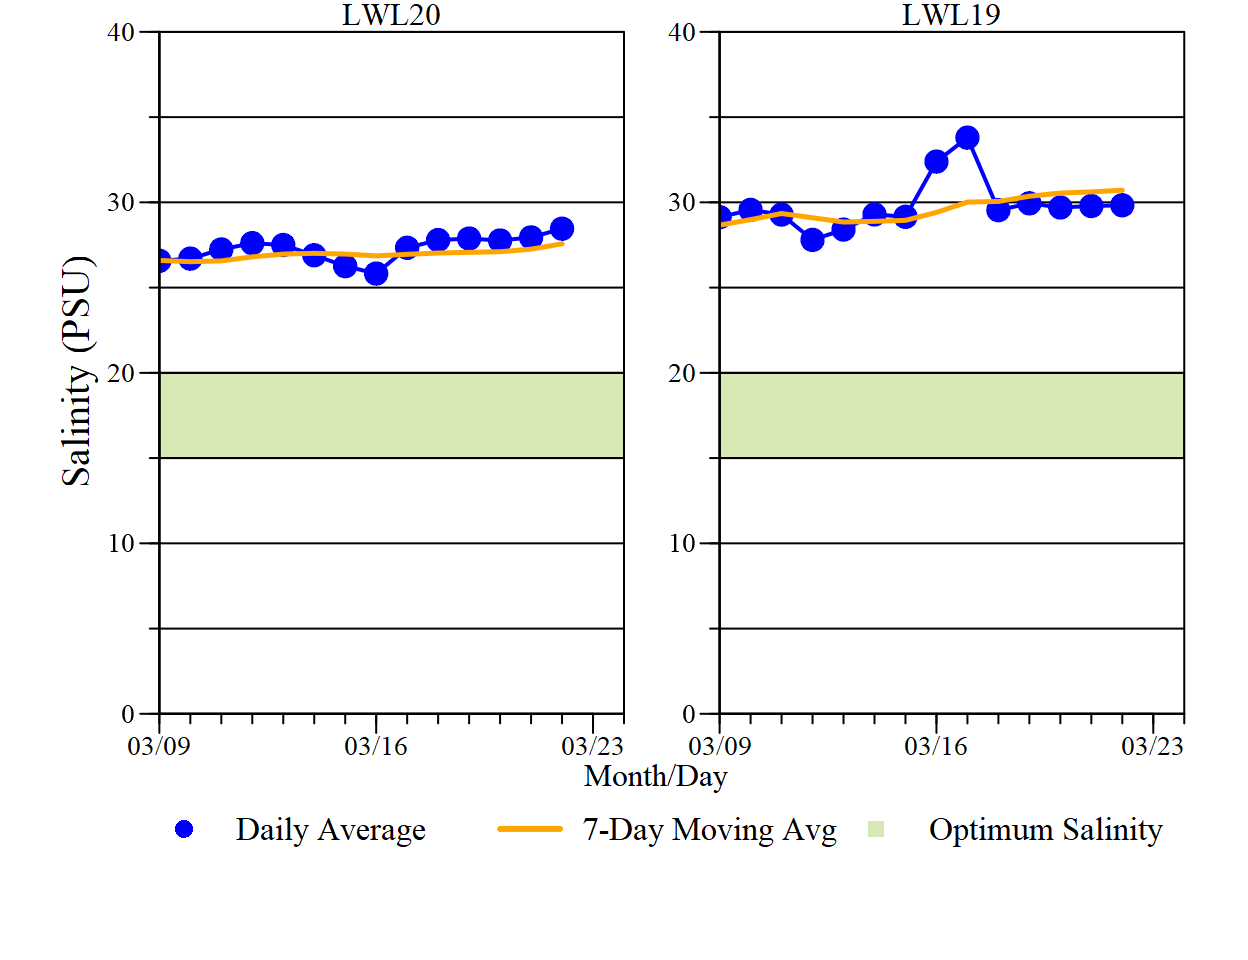 LWL20 LWL19
40 40
30 30
20 20
10 10
0 0
Salinity (PSU)
03/09 03/16 03/23 03/09 03/16 03/23
Month/Day
Daily Average 7-Day Moving Avg Optimum Salinity